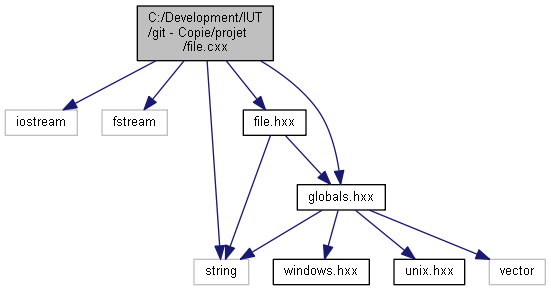 C:/Development/IUT
/git - Copie/projet
/file.cxx
iostream
fstream
file.hxx
globals.hxx
string
windows.hxx
unix.hxx
vector